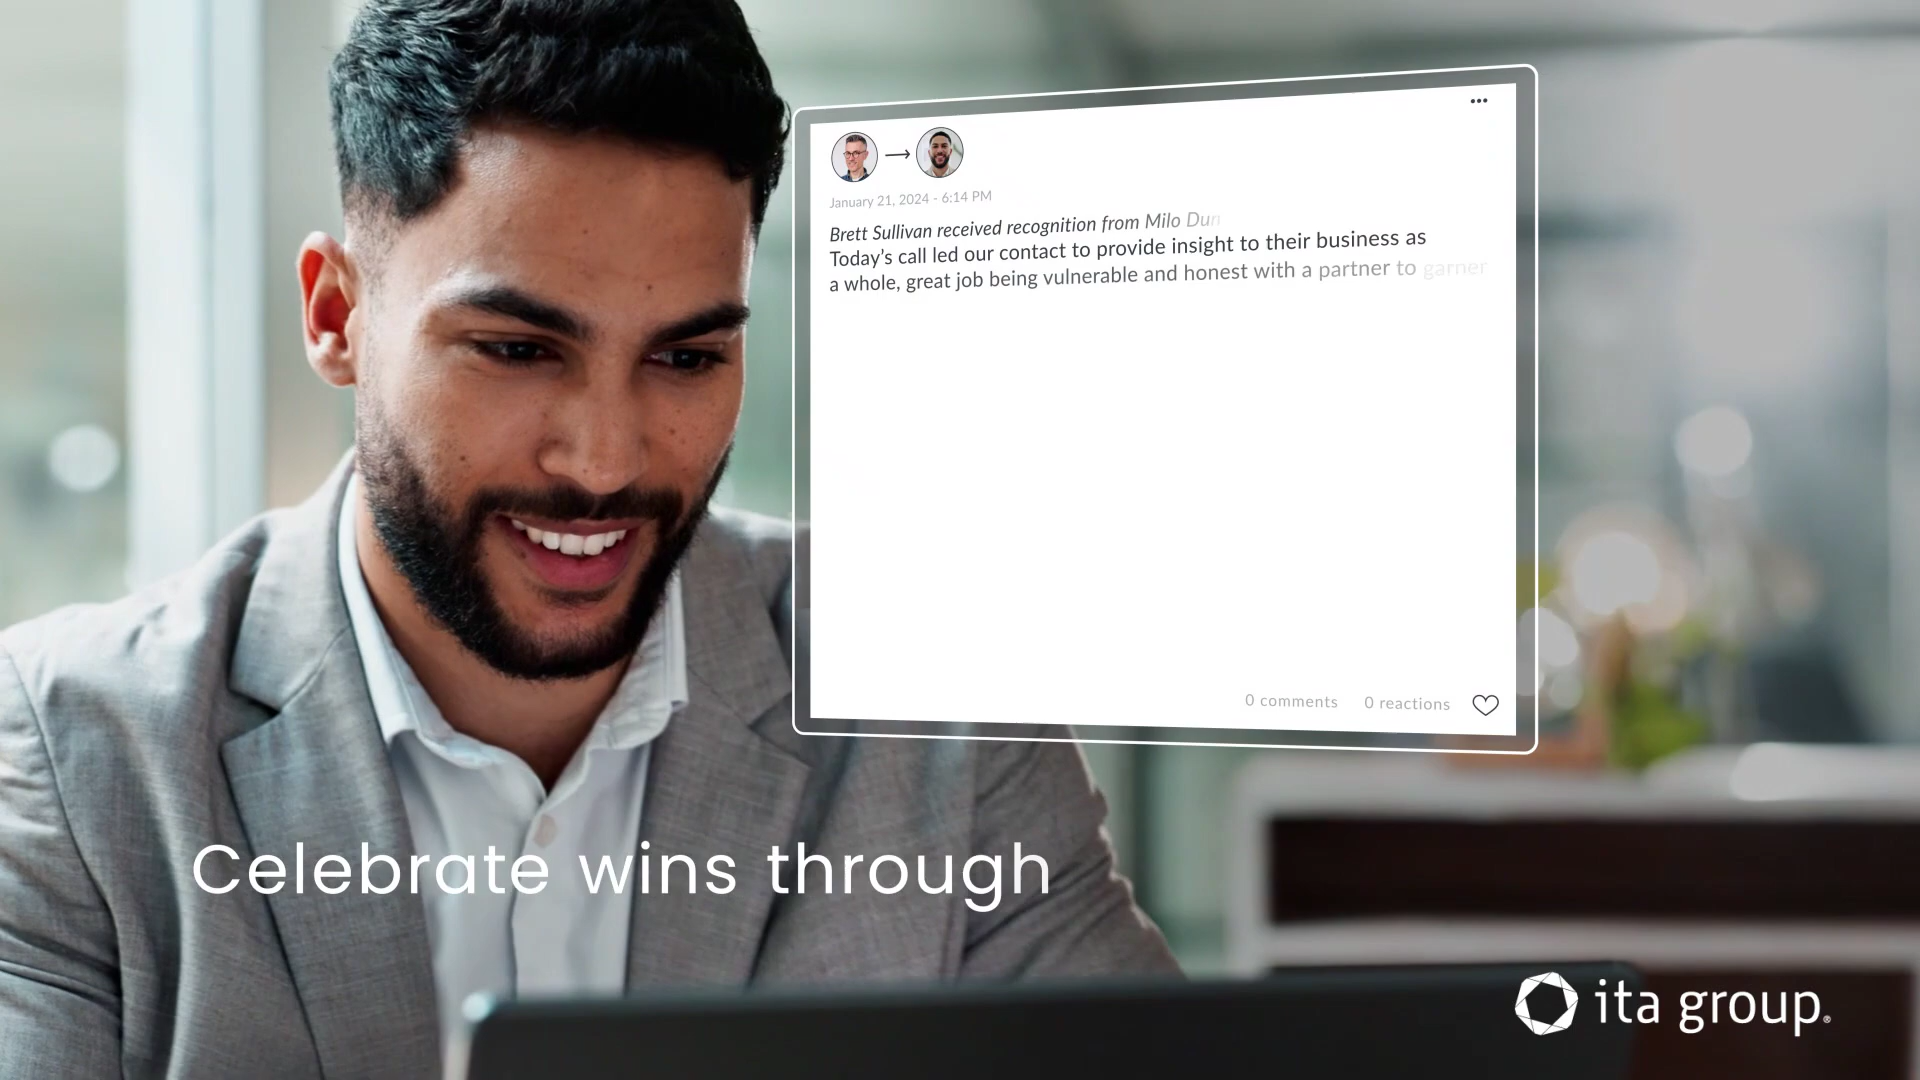 January 21, 2024 - 6:14 PM
Brett Sullivan received recognition from Milo Dun
Today’s call led our contact to provide insight to their business as
a whole, great job being vulnerable and honest with a partner to garner
0 comments 0 reactions
Celebrate wins through
ita group®